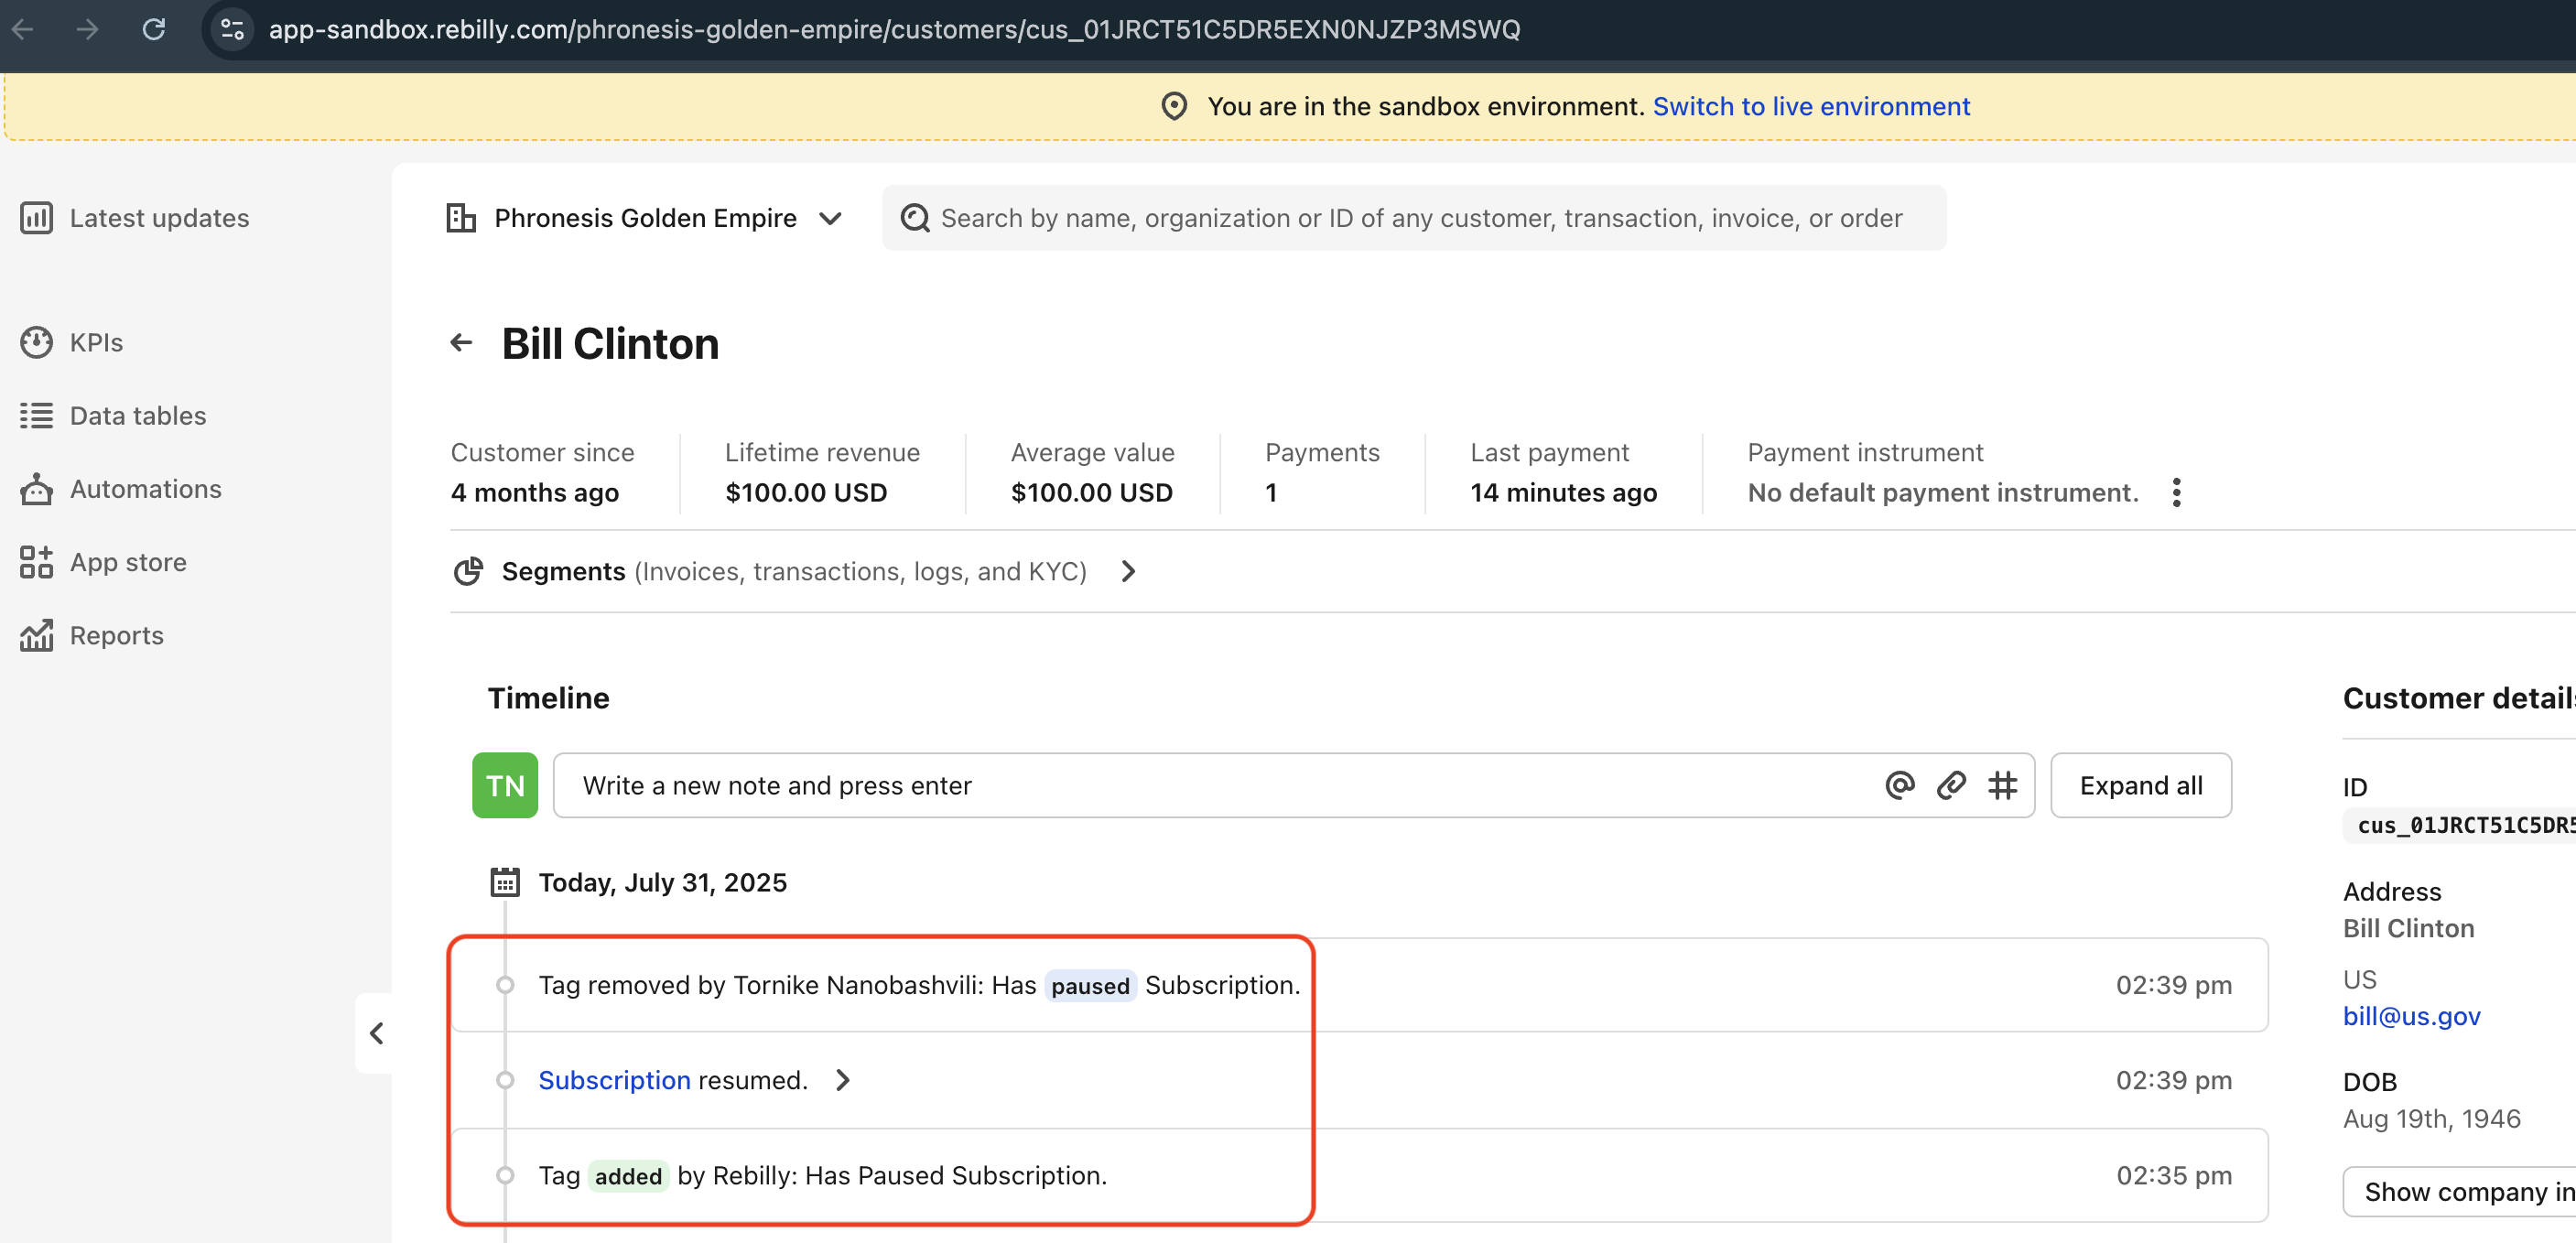 app-sandbox.rebilly.com/phronesis-golden-empire/customers/cus_01JRCT51C5DR5EXN0NJZP3MSWQ
You are in the sandbox environment. Switch to live environment
Latest updates
KPIs
Data tables
Automations
App store
Reports
Phronesis Golden Empire
Search by name, organization or ID of any customer, transaction, invoice, or order
Bill Clinton
Customer since
4 months ago
Lifetime revenue
$100.00 USD
Average value
$100.00 USD
Payments
1
Last payment
14 minutes ago
Payment instrument
No default payment instrument.
Segments (Invoices, transactions, logs, and KYC)
Timeline
TN
Write a new note and press enter
Expand all
Today, July 31, 2025
Tag removed by Tornike Nanobashvili: Has paused Subscription.
02:39 pm
Subscription resumed.
02:39 pm
Tag added by Rebilly: Has Paused Subscription.
02:35 pm
Customer details
ID
cus_01JRCT51C5DR5
Address
Bill Clinton
US
bill@us.gov
DOB
Aug 19th, 1946
Show company in